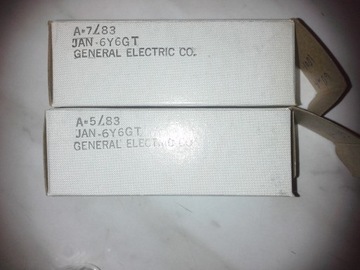 A-7/83
JAN-6Y6GT
GENERAL ELECTRIC CO.
A-5/83
JAN-6Y6GT
GENERAL ELECTRIC CO.